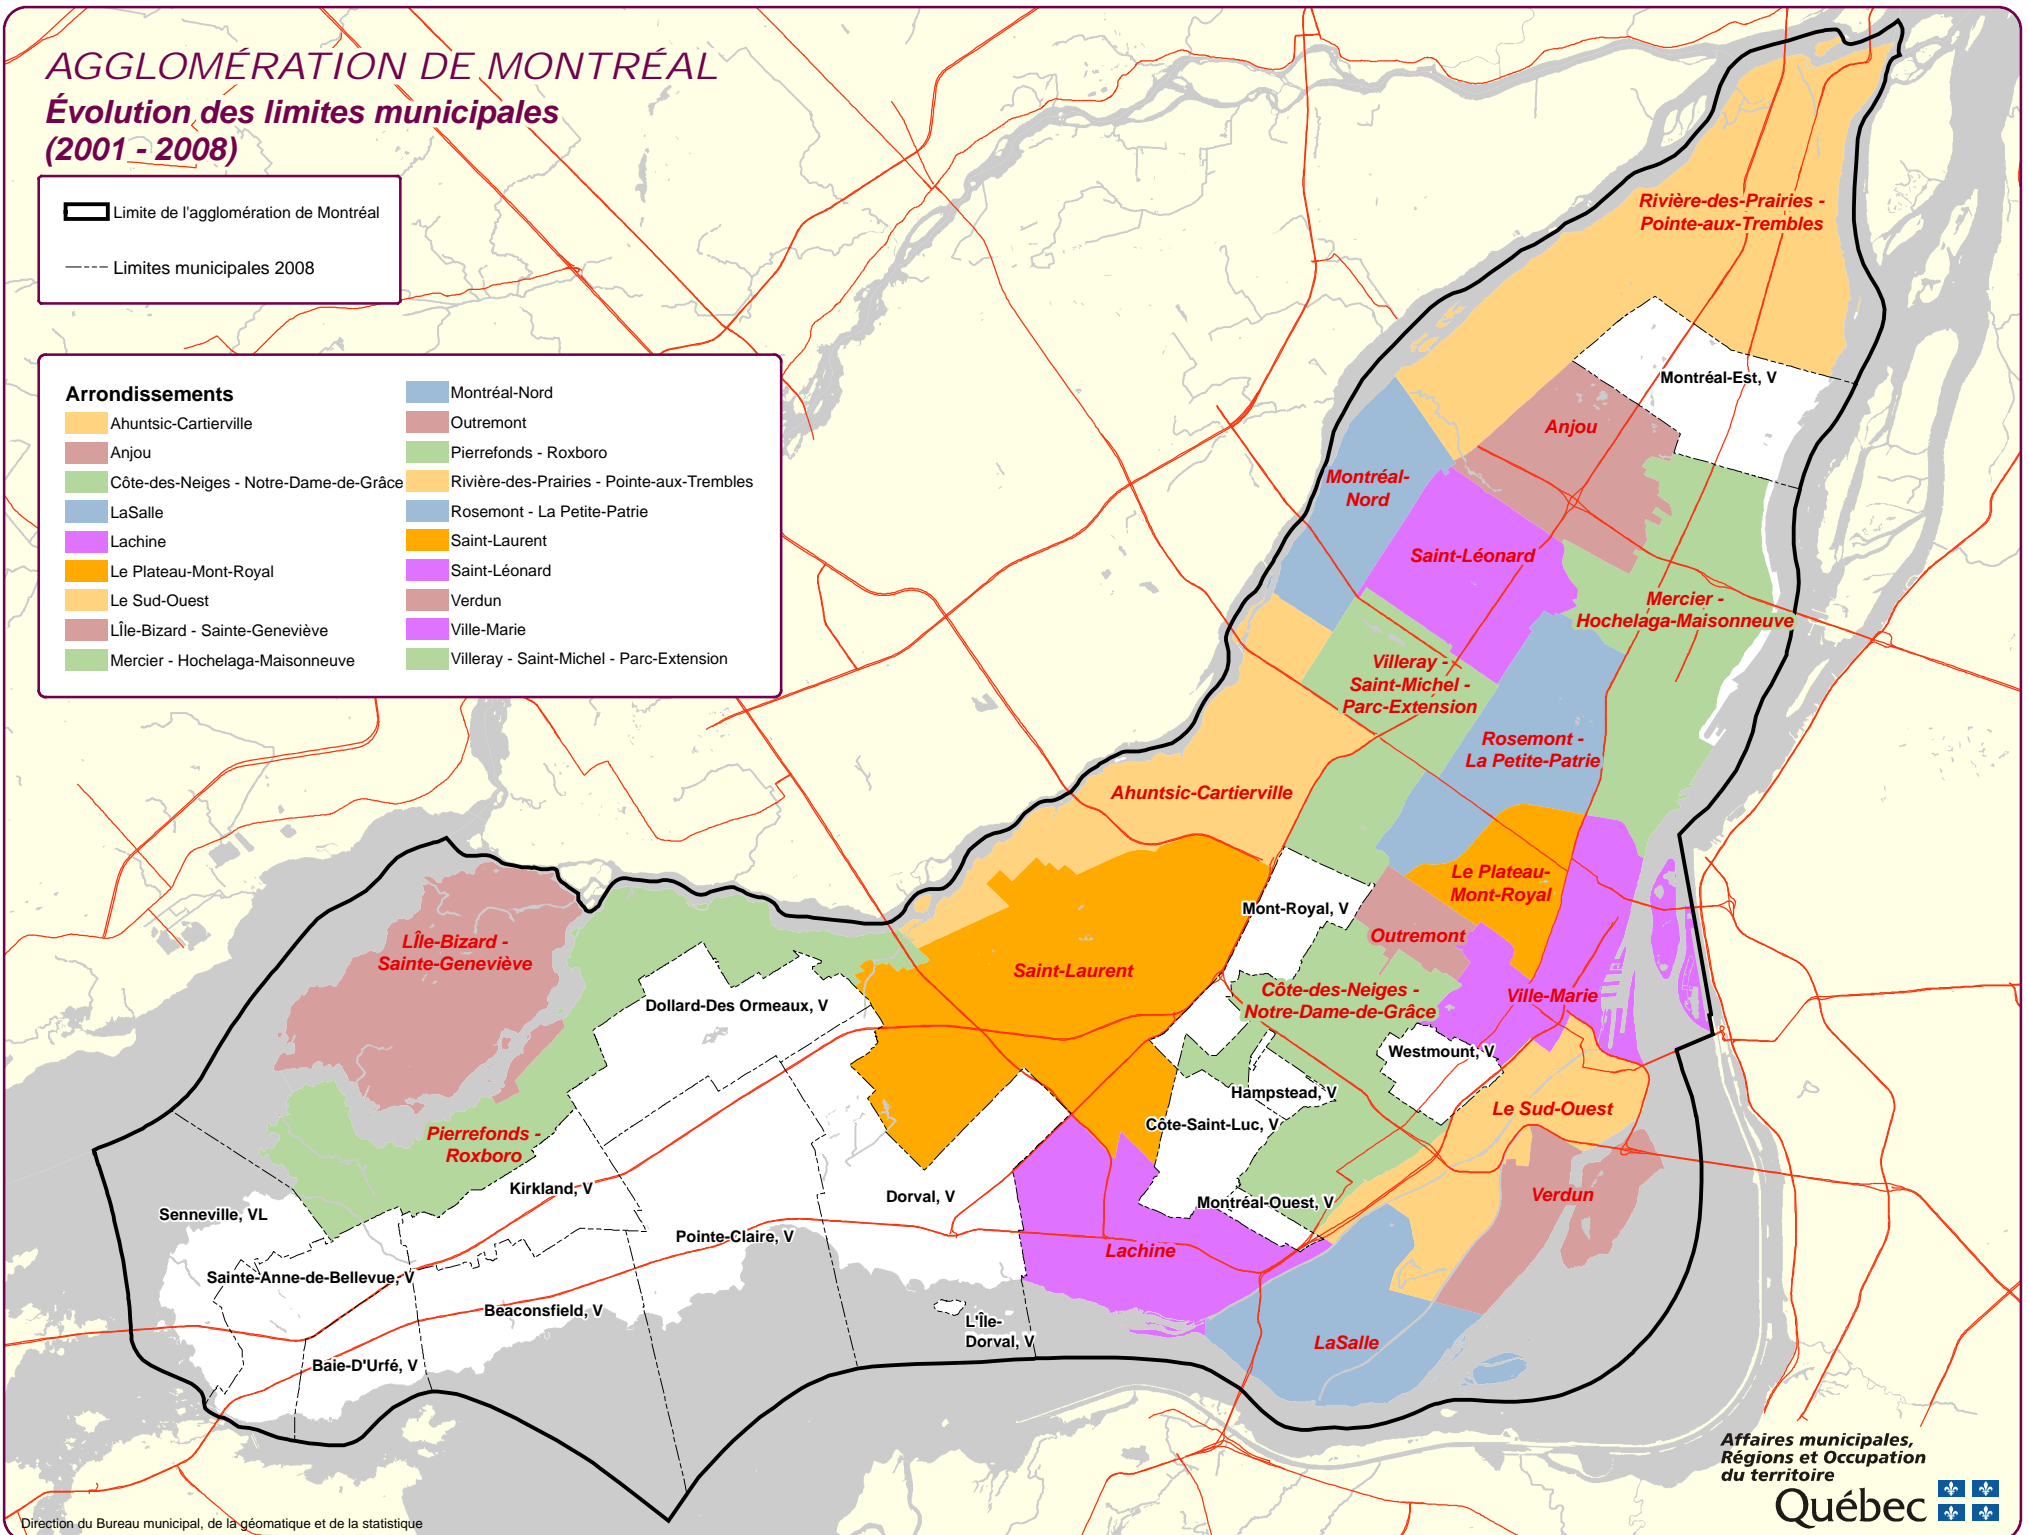 AGGLOMÉRATION DE MONTRÉAL
Évolution des limites municipales
(2001 - 2008)
Limite de l'agglomération de Montréal
Limites municipales 2008
Arrondissements
Ahuntsic-Cartierville
Anjou
Côte-des-Neiges - Notre-Dame-de-Grâce
LaSalle
Lachine
Le Plateau-Mont-Royal
Le Sud-Ouest
LÎle-Bizard - Sainte-Geneviève
Mercier - Hochelaga-Maisonneuve
Montréal-Nord
Outremont
Pierrefonds - Roxboro
Rivière-des-Prairies - Pointe-aux-Trembles
Rosemont - La Petite-Patrie
Saint-Laurent
Saint-Léonard
Verdun
Ville-Marie
Villeray - Saint-Michel - Parc-Extension
Rivière-des-Prairies -
Pointe-aux-Trembles
Montréal-Est, V
Anjou
Montréal-
Nord
Saint-Léonard
Mercier -
Hochelaga-Maisonneuve
Villeray -
Saint-Michel -
Parc-Extension
Rosemont -
La Petite-Patrie
Ahuntsic-Cartierville
Le Plateau-
Mont-Royal
Mont-Royal, V
Outremont
LÎle-Bizard -
Sainte-Geneviève
Saint-Laurent
Dollard-Des Ormeaux, V
Côte-des-Neiges -
Notre-Dame-de-Grâce
Ville-Marie
Westmount, V
Hampstead, V
Le Sud-Ouest
Côte-Saint-Luc, V
Pierrefonds -
Roxboro
Kirkland, V
Dorval, V
Montréal-Ouest, V
Verdun
Senneville, VL
Pointe-Claire, V
Lachine
Sainte-Anne-de-Bellevue, V
Beaconsfield, V
L'Île-
Dorval, V
LaSalle
Baie-D'Urfé, V
Affaires municipales,
Régions et Occupation
du territoire
Québec
Direction du Bureau municipal, de la géomatique et de la statistique